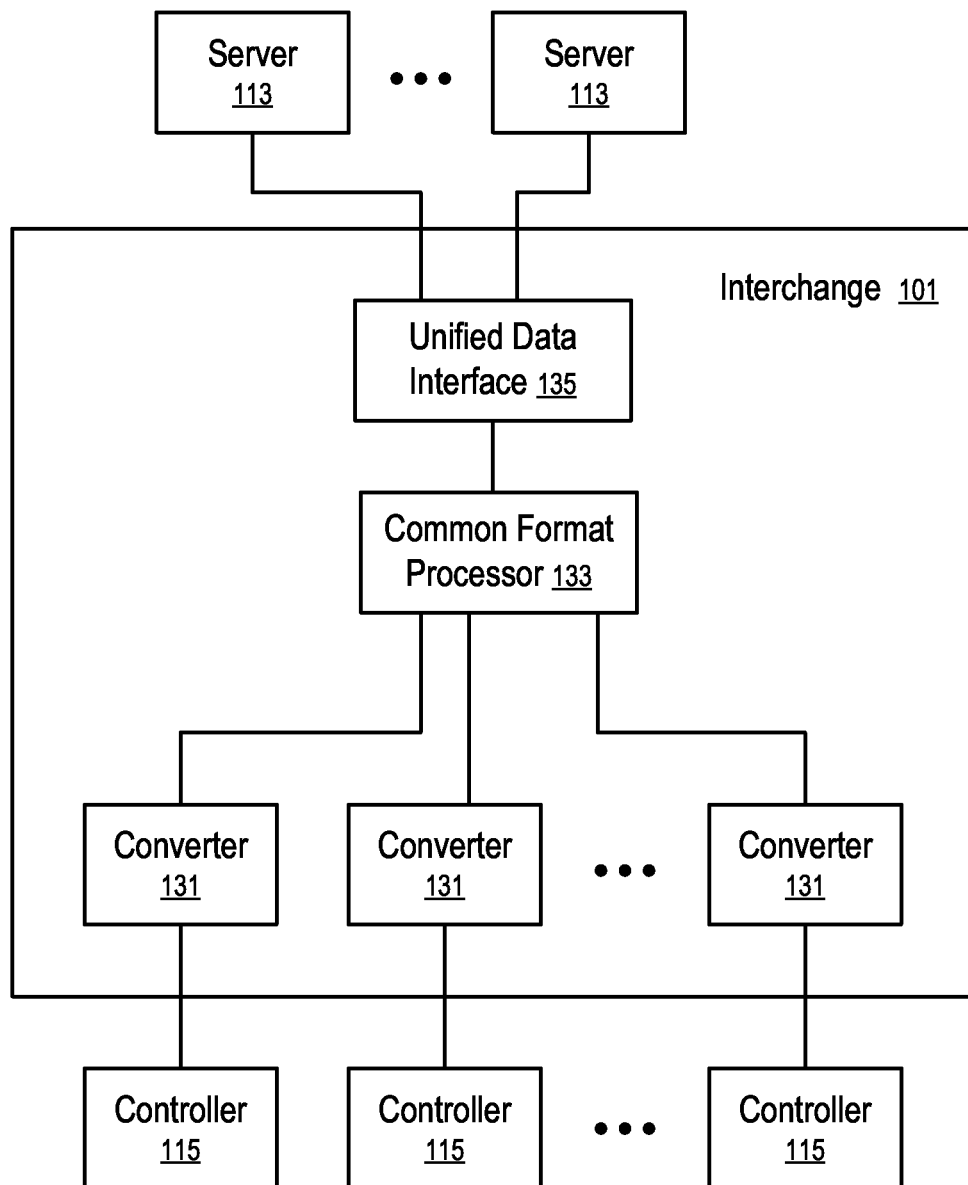 Server
113
Server
113
Interchange 101
Unified Data
Interface 135
Common Format
Processor 133
Converter
131
Converter
131
Converter
131
Controller
115
Controller
115
Controller
115